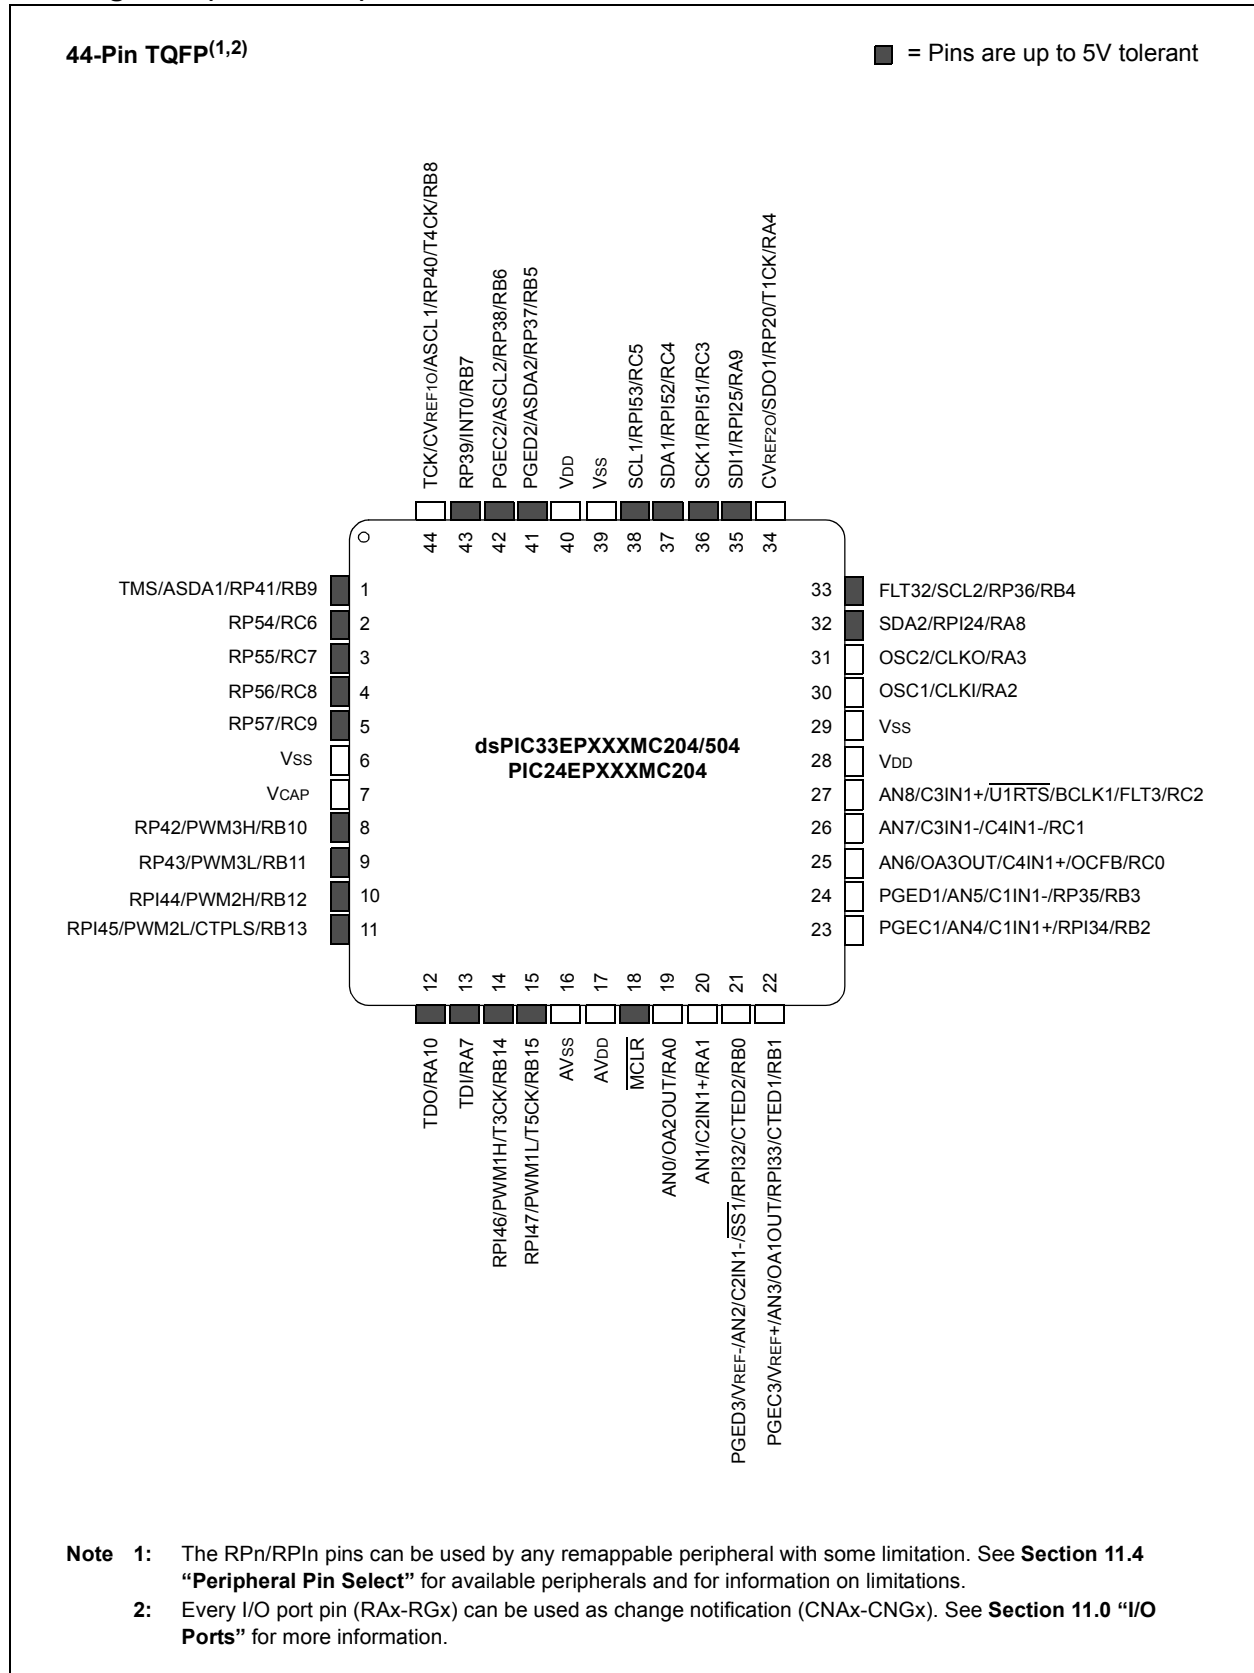 44-Pin TQFP(1,2)
= Pins are up to 5V tolerant
TCK/CVREF1O/ASCL1/RP40/T4CK/RB8
RP39/INT0/RB7
PGEC2/ASCL2/RP38/RB6
PGED2/ASDA2/RP37/RB5
VDD
VSS
SCL1/RPI53/RC5
SDA1/RPI52/RC4
SCK1/RPI51/RC3
SDI1/RPI25/RA9
CVREF2O/SDO1/RP20/T1CK/RA4
44
43
42
41
40
39
38
37
36
35
34
TMS/ASDA1/RP41/RB9 1
RP54/RC6 2
RP55/RC7 3
RP56/RC8 4
RP57/RC9 5
VSS 6
VCAP 7
RP42/PWM3H/RB10 8
RP43/PWM3L/RB11 9
RPI44/PWM2H/RB12 10
RPI45/PWM2L/CTPLS/RB13 11
dsPIC33EPXXXMC204/504
PIC24EPXXXMC204
33 FLT32/SCL2/RP36/RB4
32 SDA2/RPI24/RA8
31 OSC2/CLKO/RA3
30 OSC1/CLKI/RA2
29 VSS
28 VDD
27 AN8/C3IN1+/U1RTS/BCLK1/FLT3/RC2
26 AN7/C3IN1-/C4IN1-/RC1
25 AN6/OA3OUT/C4IN1+/OCFB/RC0
24 PGED1/AN5/C1IN1-/RP35/RB3
23 PGEC1/AN4/C1IN1+/RPI34/RB2
12
13
14
15
16
17
18
19
20
21
22
TDO/RA10
TDI/RA7
RPI46/PWM1H/T3CK/RB14
RPI47/PWM1L/T5CK/RB15
AVSS
AVDD
MCLR
AN0/OA2OUT/RA0
AN1/C2IN1+/RA1
PGED3/VREF-/AN2/C2IN1-/SS1/RPI32/CTED2/RB0
PGEC3/VREF+/AN3/OA1OUT/RPI33/CTED1/RB1
Note 1: The RPn/RPIn pins can be used by any remappable peripheral with some limitation. See Section 11.4
“Peripheral Pin Select” for available peripherals and for information on limitations.
2: Every I/O port pin (RAx-RGx) can be used as change notification (CNAx-CNGx). See Section 11.0 “I/O
Ports” for more information.